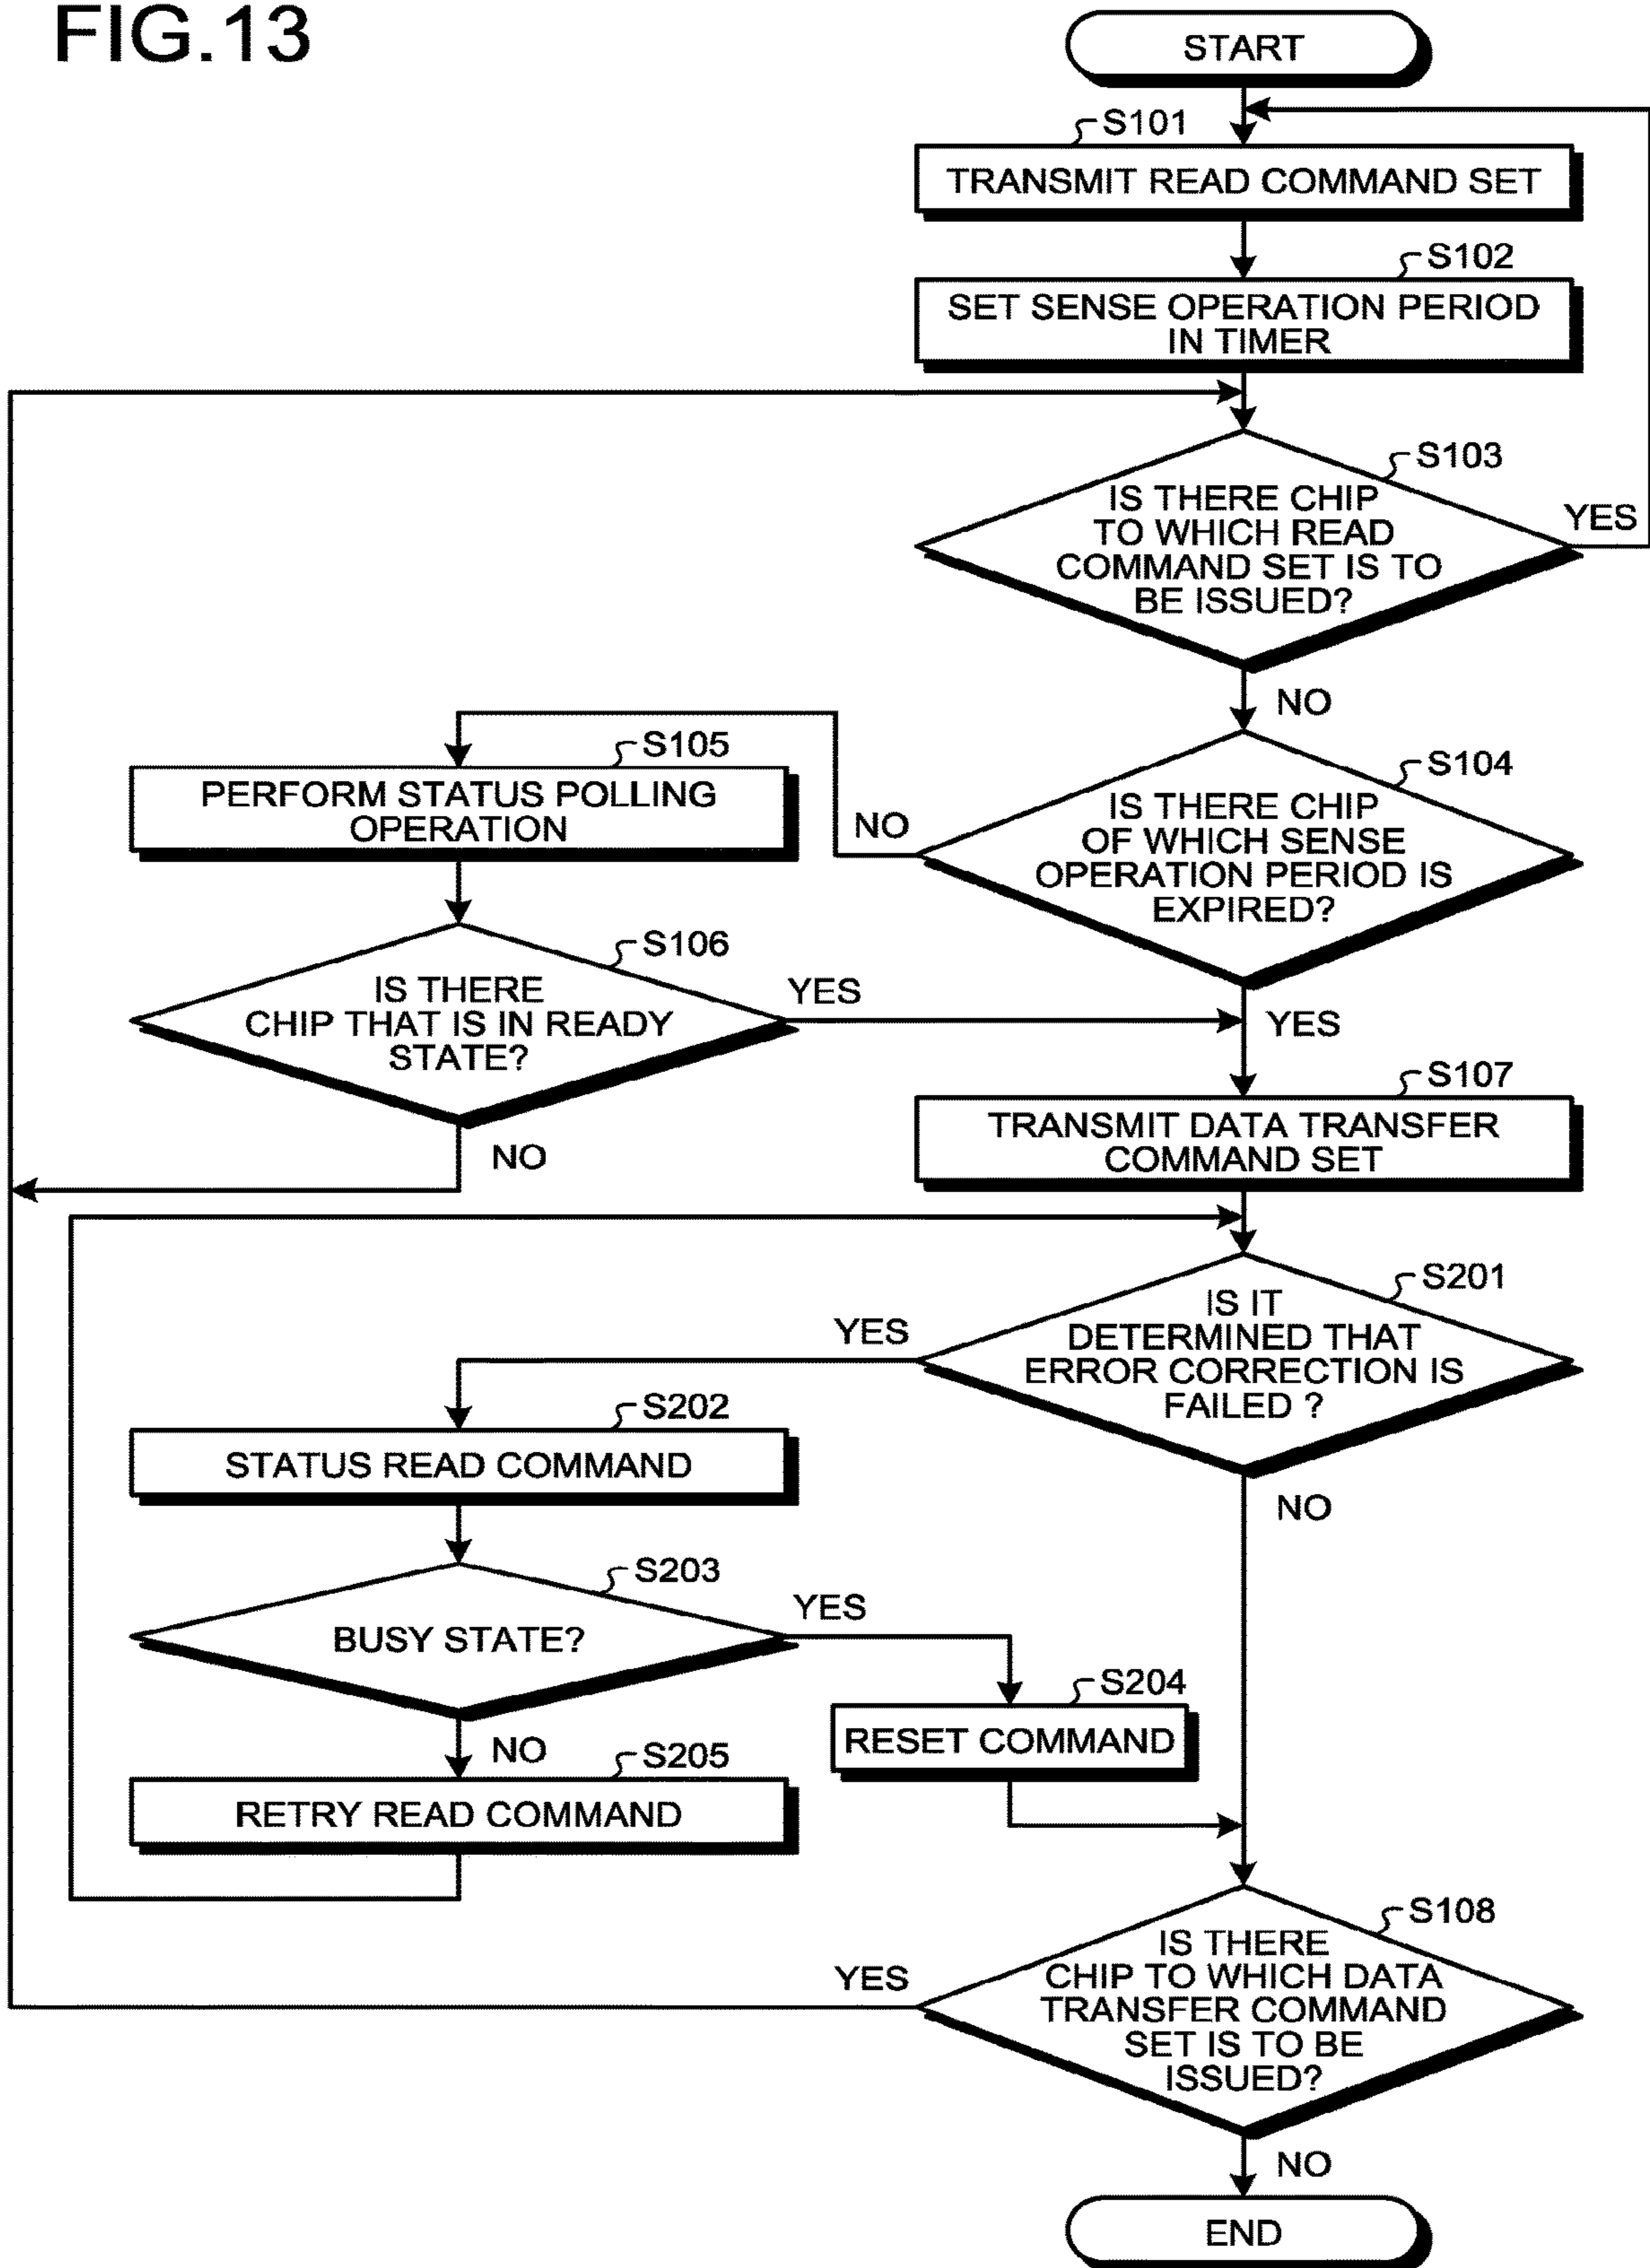 FIG.13
START
S101
TRANSMIT READ COMMAND SET
S102
SET SENSE OPERATION PERIOD
IN TIMER
S103
IS THERE CHIP
TO WHICH READ
COMMAND SET IS TO
BE ISSUED?
YES
NO
S104
IS THERE CHIP
OF WHICH SENSE
OPERATION PERIOD IS
EXPIRED?
NO
YES
S105
PERFORM STATUS POLLING
OPERATION
S106
IS THERE
CHIP THAT IS IN READY
STATE?
YES
NO
S107
TRANSMIT DATA TRANSFER
COMMAND SET
S201
IS IT
DETERMINED THAT
ERROR CORRECTION IS
FAILED ?
YES
NO
S202
STATUS READ COMMAND
S203
BUSY STATE?
YES
NO
S204
RESET COMMAND
S205
RETRY READ COMMAND
S108
IS THERE
CHIP TO WHICH DATA
TRANSFER COMMAND
SET IS TO BE
ISSUED?
YES
NO
END